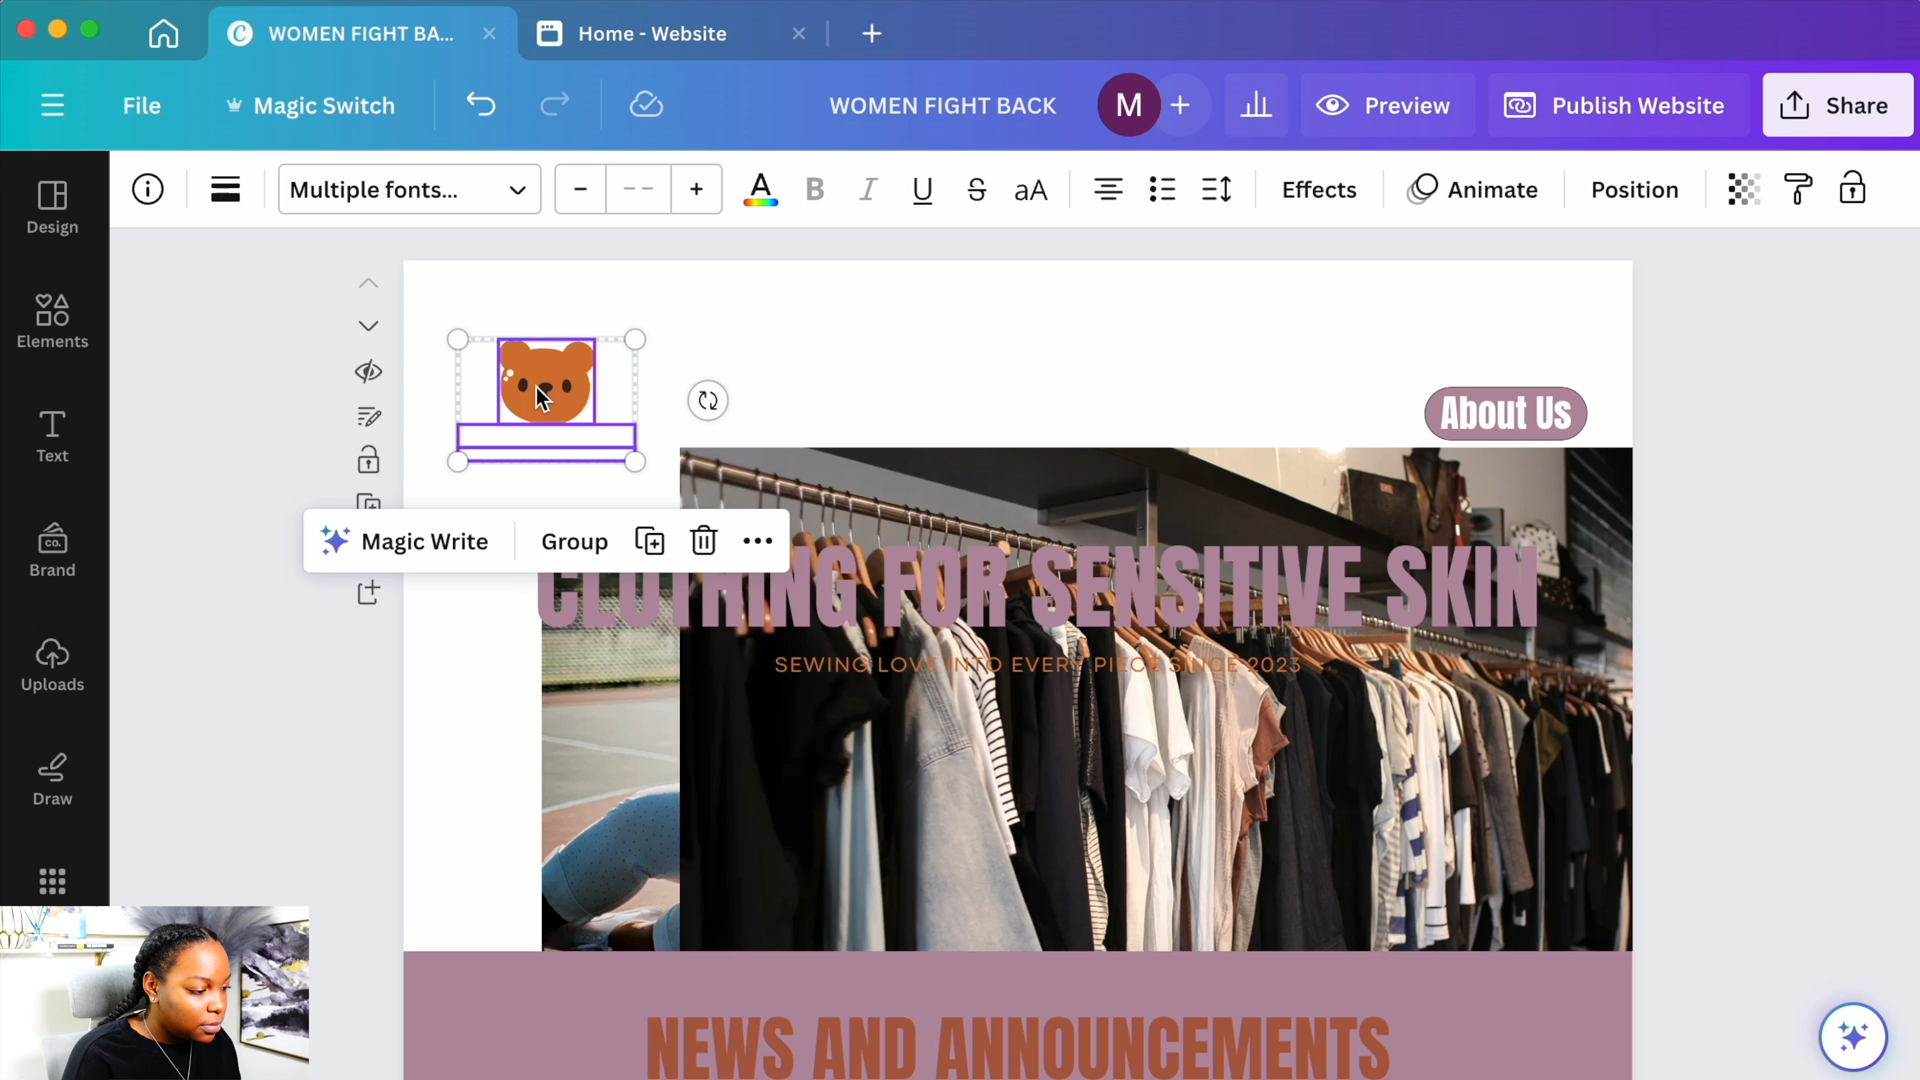 WOMEN FIGHT BA...
Home - Website
File
Magic Switch
WOMEN FIGHT BACK
M
Preview
Publish Website
Share
Multiple fonts...
A
B
I
U
S
aA
Effects
Animate
Position
Design
Elements
Text
CO.
Brand
Uploads
Draw
About Us
Magic Write
Group
CLOTHING FOR SENSITIVE SKIN
SEWING LOVE INTO EVERY PIECE SINCE 2023
NEWS AND ANNOUNCEMENTS